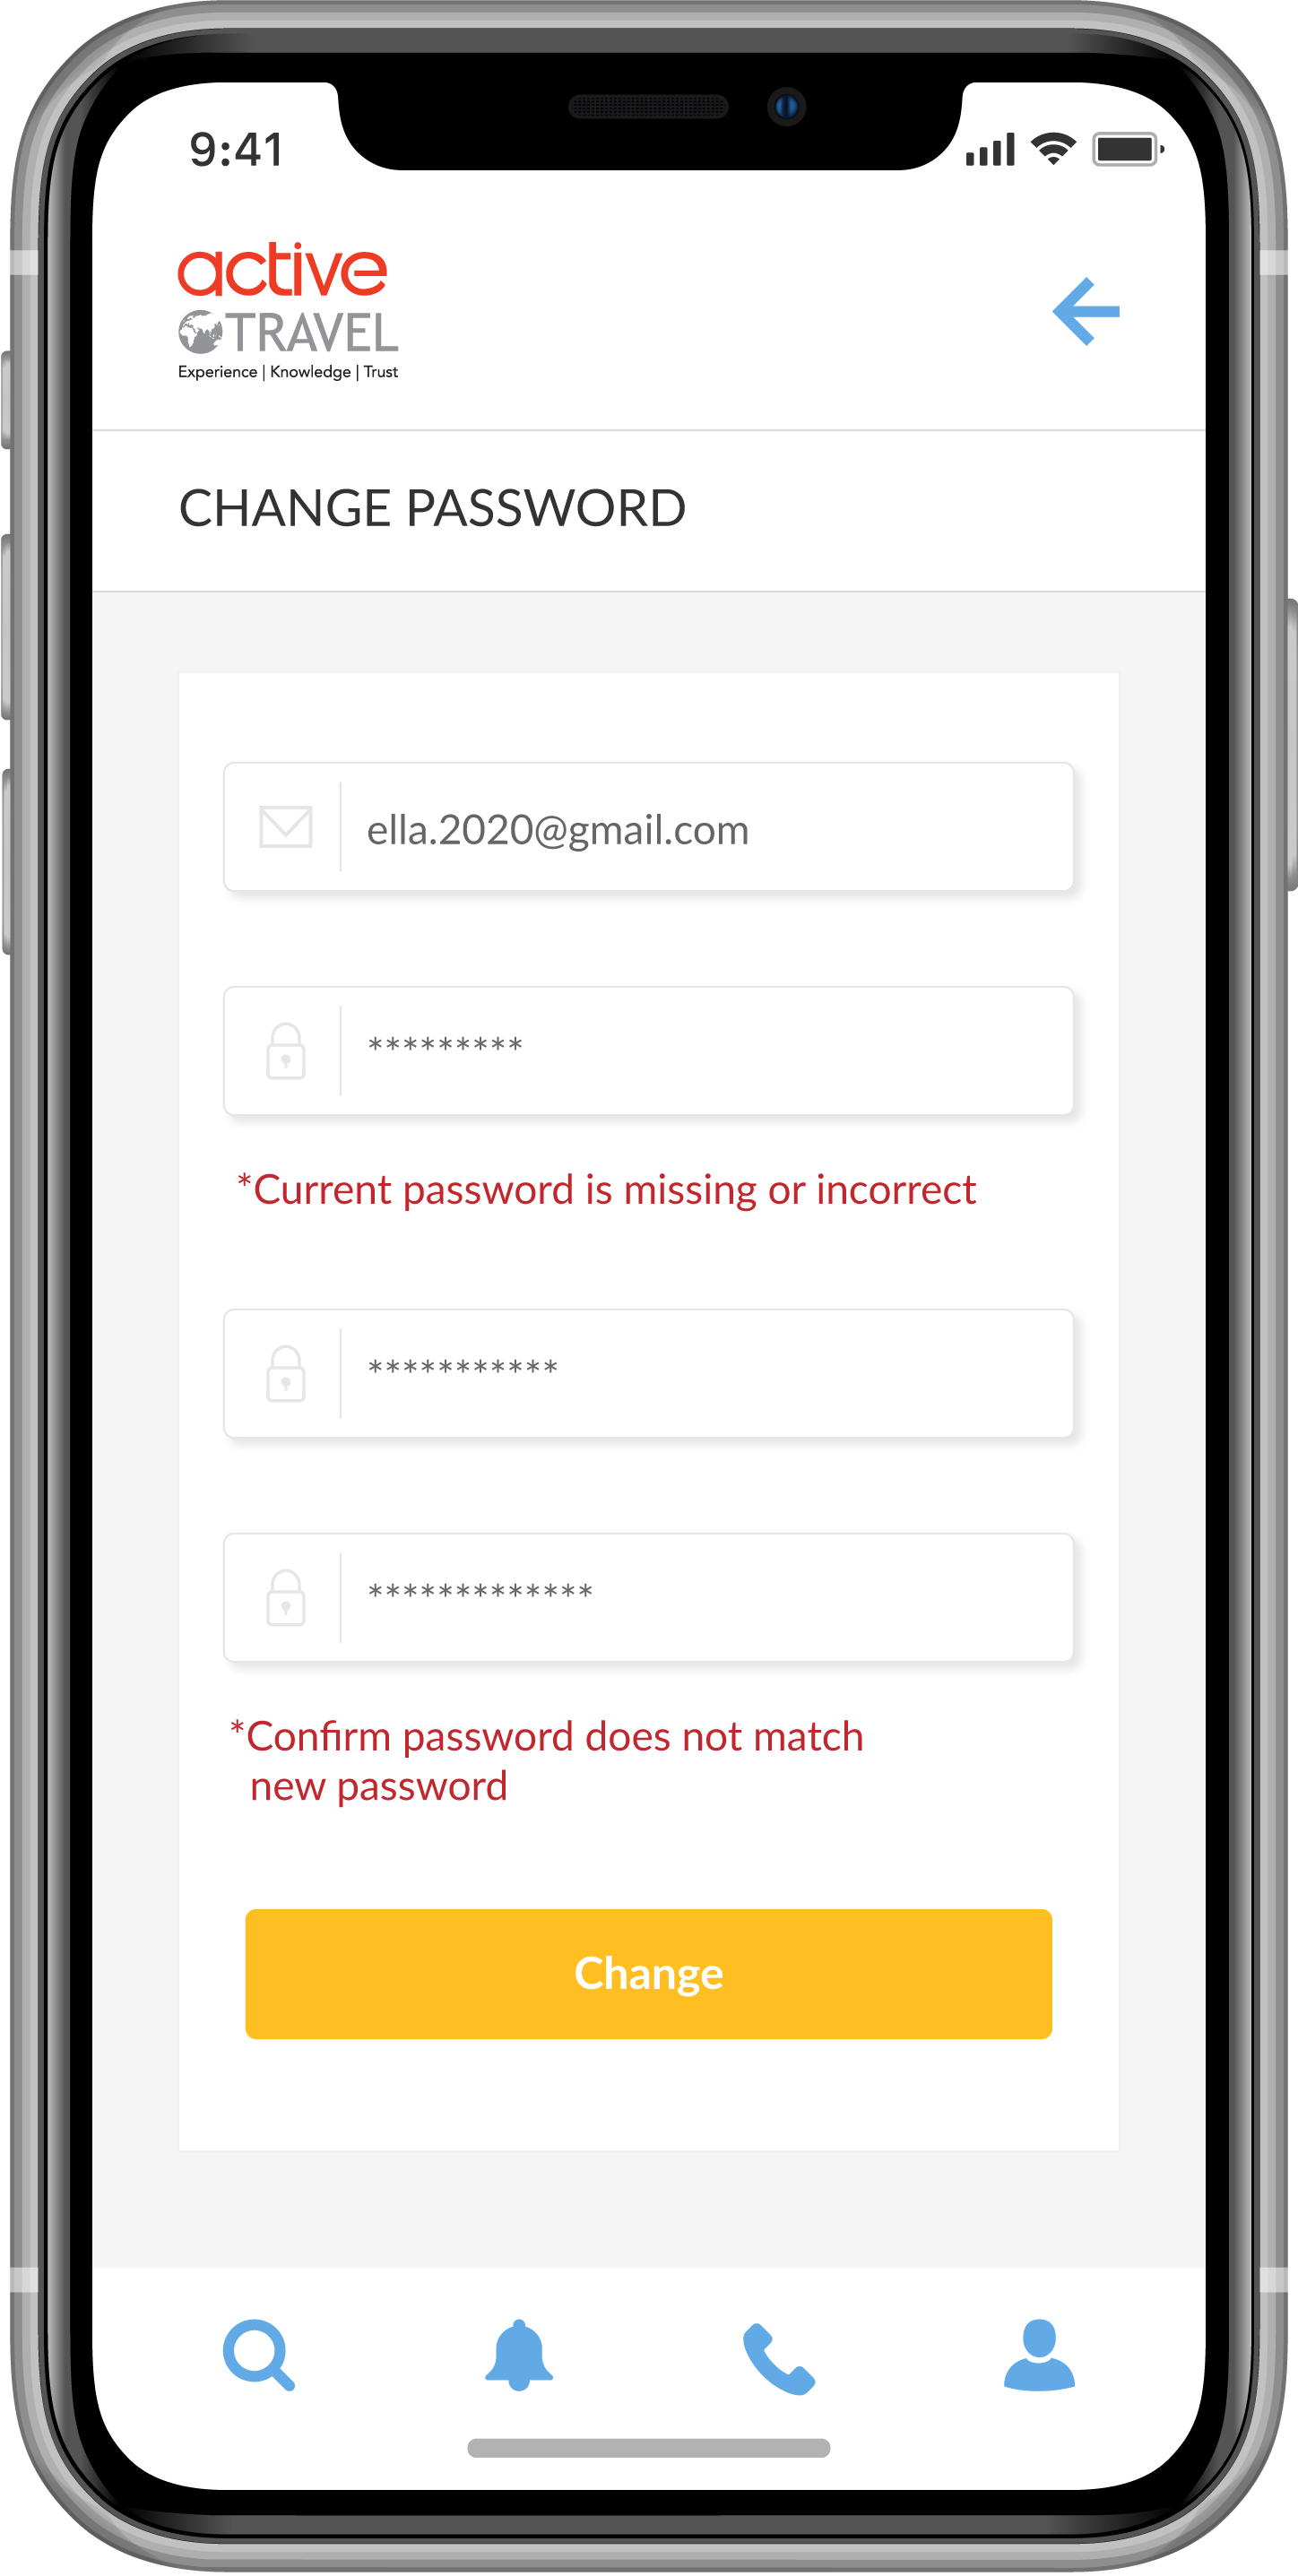 9:41
active
TRAVEL
Experience | Knowledge | Trust
CHANGE PASSWORD
ella.2020@gmail.com
*********
*Current password is missing or incorrect
***********
*************
*Confirm password does not match
new password
Change